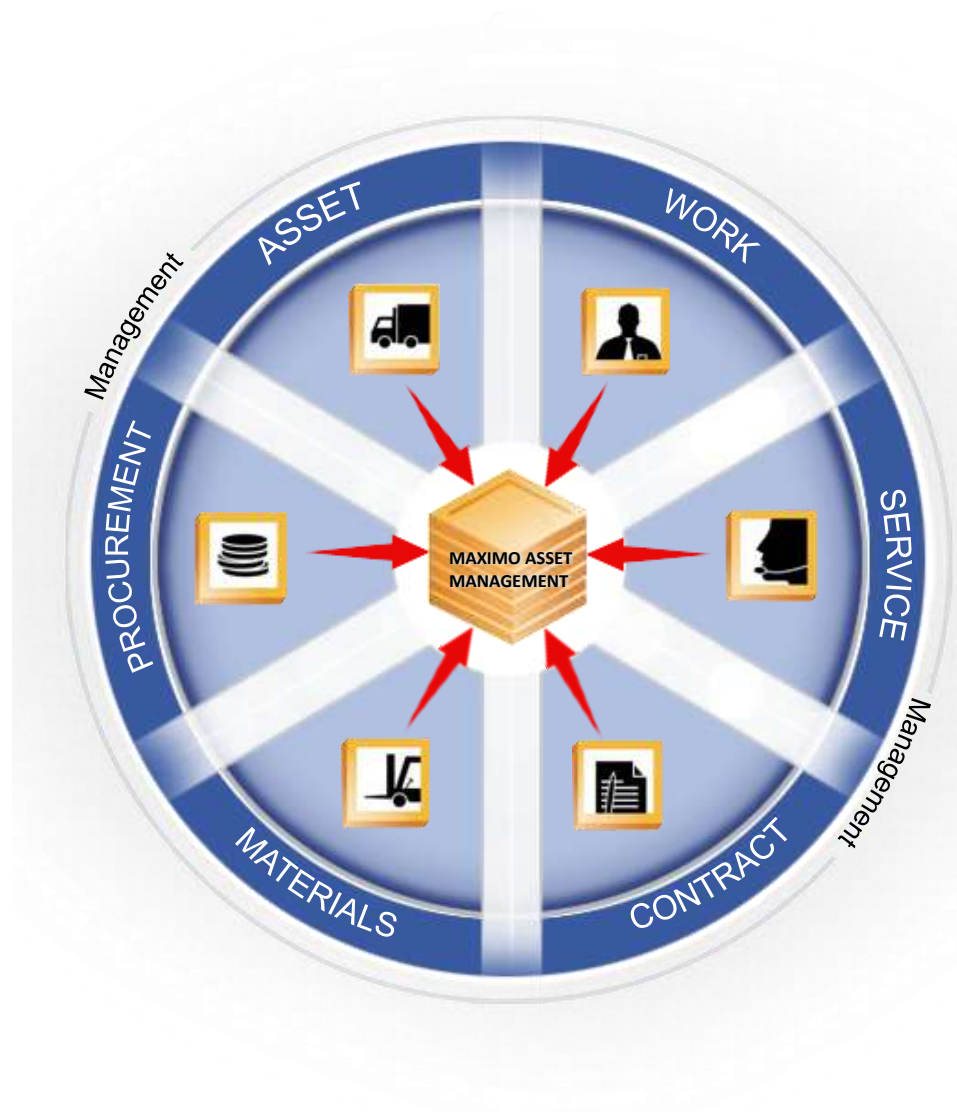 ASSET
WORK
Management
PROCUREMENT
SERVICE
MAXIMO ASSET
MANAGEMENT
Management
MATERIALS
CONTRACT